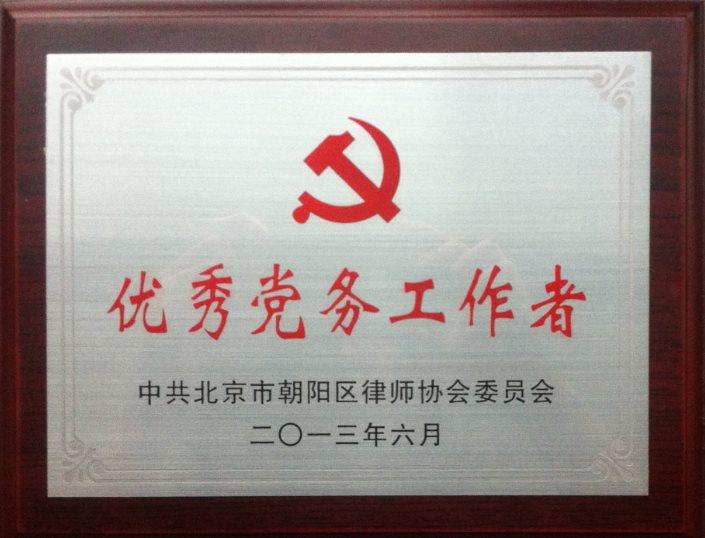 优秀党务工作者
中共北京市朝阳区律师协会委员会
二〇一三年六月